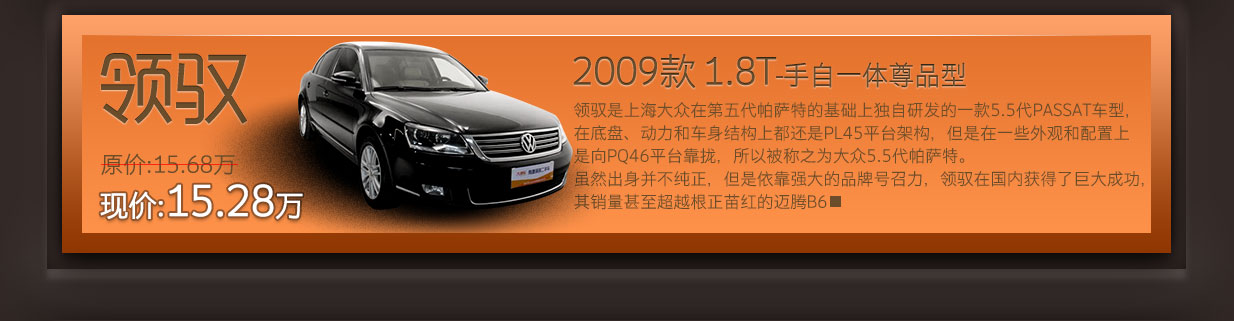 领驭
原价:15.68万
现价:15.28万
2009款 1.8T-手自一体尊品型
领驭是上海大众在第五代帕萨特的基础上独自研发的一款5.5代PASSAT车型,
在底盘、动力和车身结构上都还是PL45平台架构, 但是在一些外观和配置上
是向PQ46平台靠拢, 所以被称之为大众5.5代帕萨特。
虽然出身并不纯正, 但是依靠强大的品牌号召力, 领驭在国内获得了巨大成功,
其销量甚至超越根正苗红的迈腾B6■